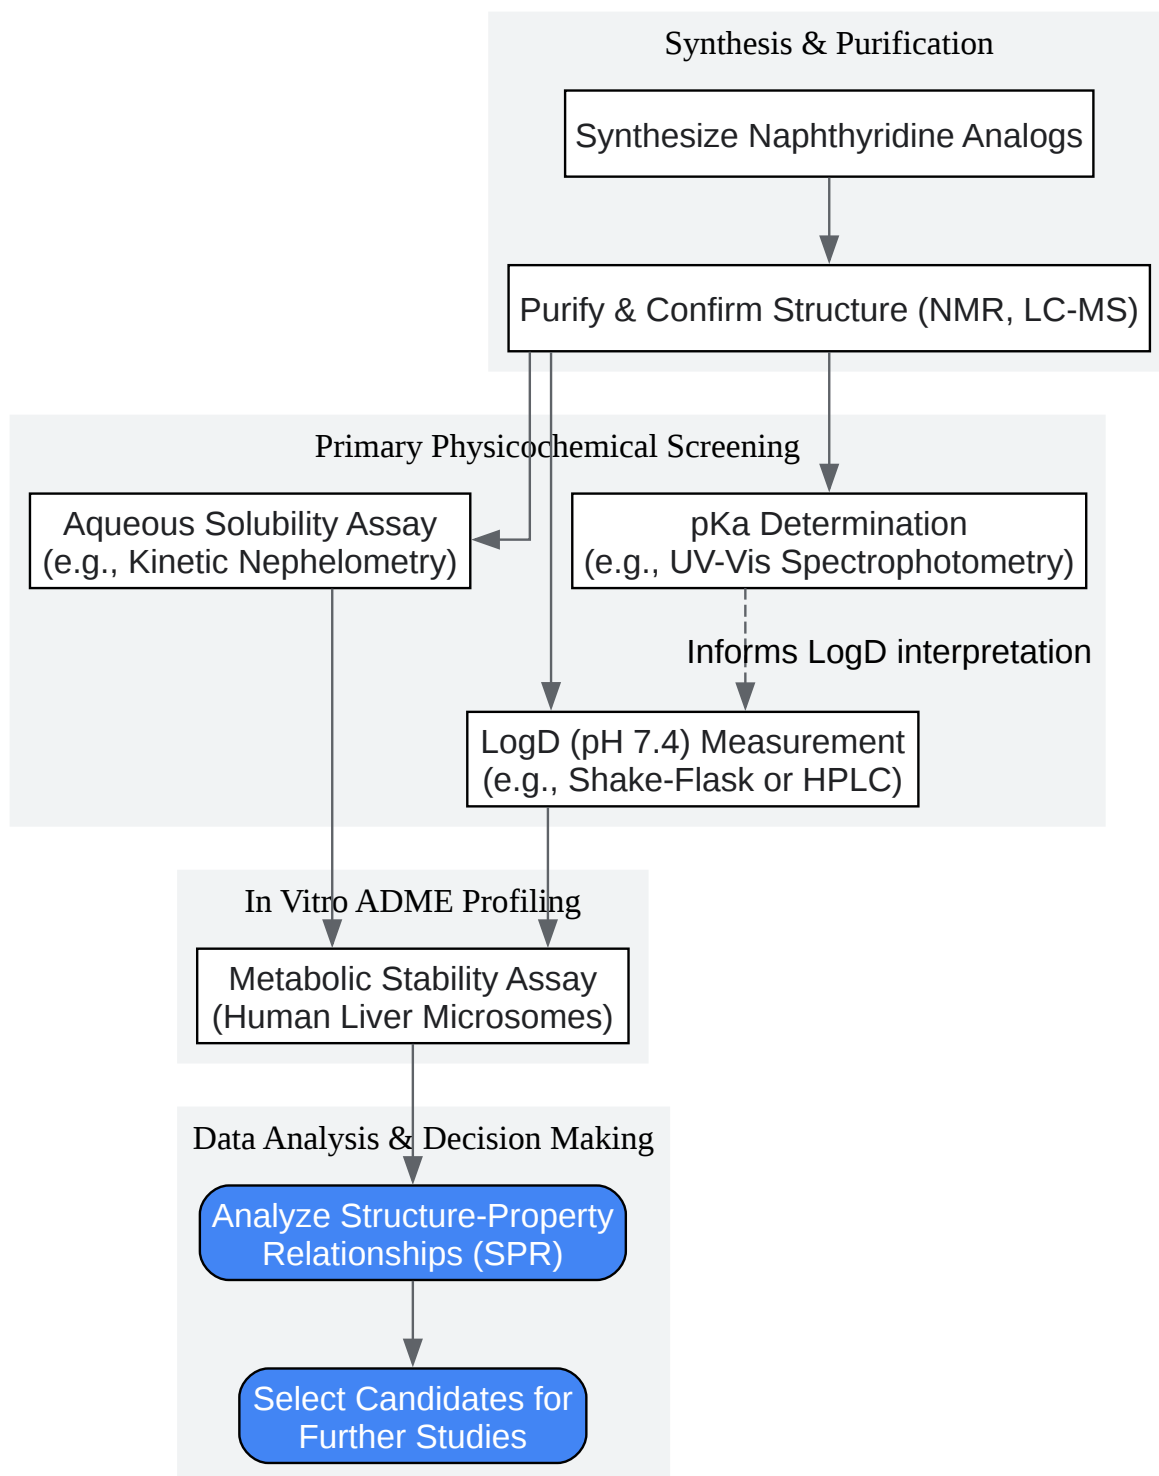 Synthesis & Purification
Synthesize Naphthyridine Analogs
Purify & Confirm Structure (NMR, LC-MS)
Primary Physicochemical Screening
Aqueous Solubility Assay
(e.g., Kinetic Nephelometry)
pKa Determination
(e.g., UV-Vis Spectrophotometry)
Informs LogD interpretation
LogD (pH 7.4) Measurement
(e.g., Shake-Flask or HPLC)
In Vitro ADME Profiling
Metabolic Stability Assay
(Human Liver Microsomes)
Data Analysis & Decision Making
Analyze Structure-Property
Relationships (SPR)
Select Candidates for
Further Studies